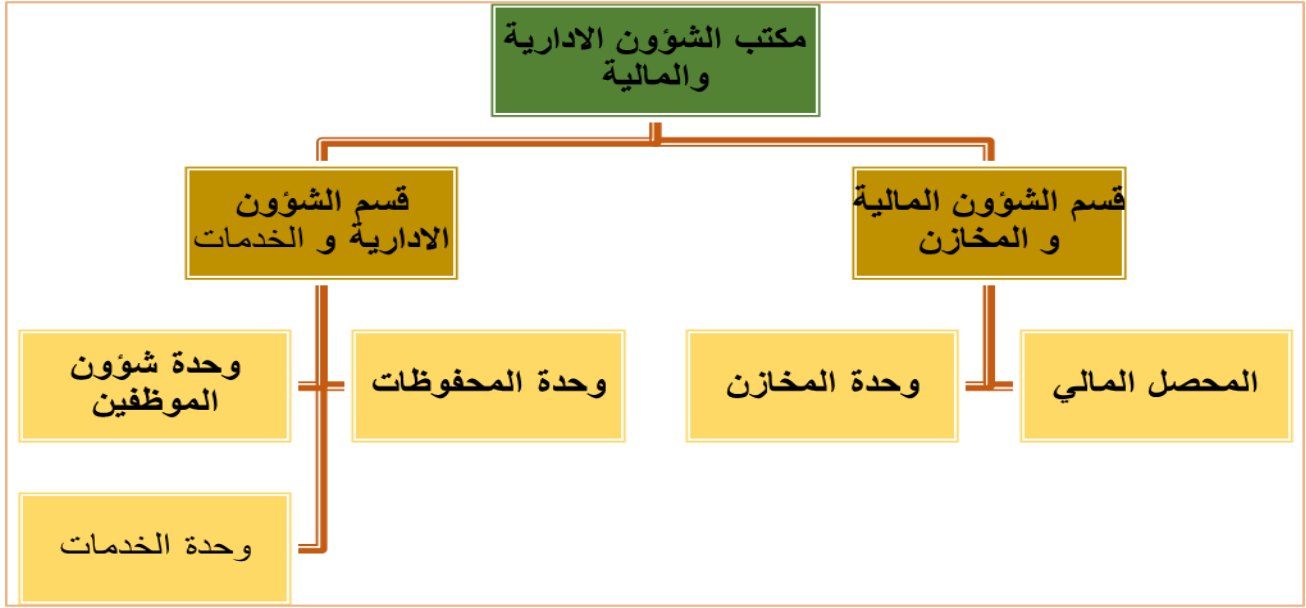 مكتب الشؤون الادارية
والمالية
قسم الشؤون المالية
و المخازن
قسم الشؤون
الادارية و الخدمات
المحصل المالي
وحدة المخازن
وحدة المحفوظات
وحدة شؤون
الموظفين
وحدة الخدمات